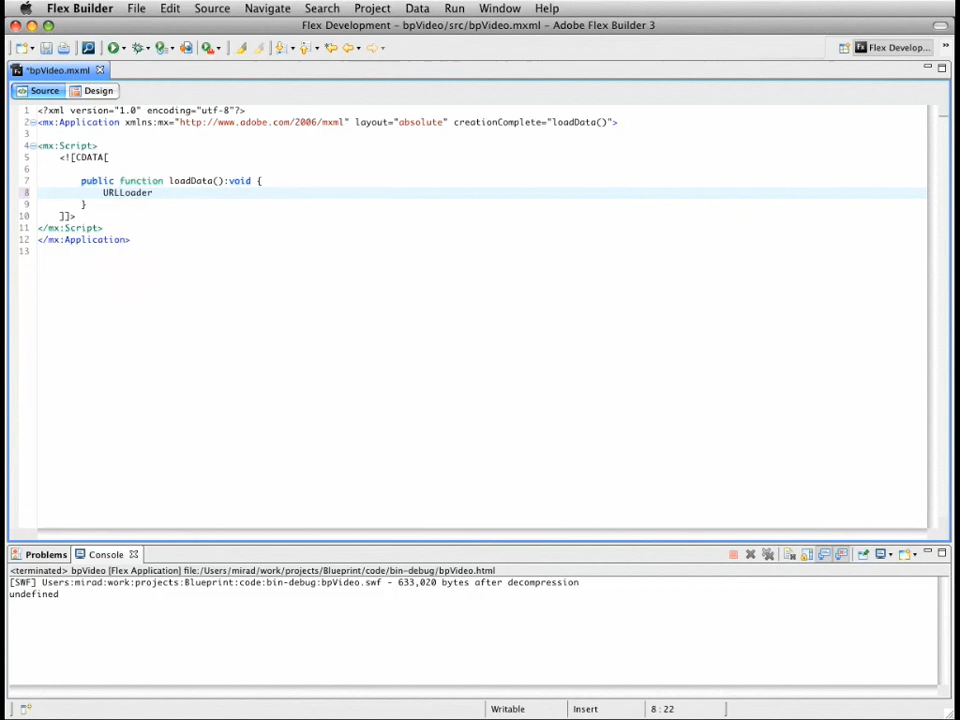 Flex Builder File Edit Source Navigate Search Project Data Run Window Help
Flex Development - bpVideo/src/bpVideo.mxml - Adobe Flex Builder 3
Flex Develop...
*bpVideo.mxml
Source Design
1 <?xml version="1.0" encoding="utf-8"?>
2 <mx:Application xmlns:mx="http://www.adobe.com/2006/mxml" layout="absolute" creationComplete="loadData()">
3
4 <mx:Script>
5 <![CDATA[
6
7 public function loadData():void {
8 URLLoader
9 }
10 ]]>
11 </mx:Script>
12 </mx:Application>
13
Problems Console
<terminated> bpVideo [Flex Application] file:/Users/mirad/work/projects/Blueprint/code/bin-debug/bpVideo.html
[SWF] Users:mirad:work:projects:Blueprint:code:bin-debug:bpVideo.swf - 633,020 bytes after decompression
undefined
Writable Insert 8 : 22